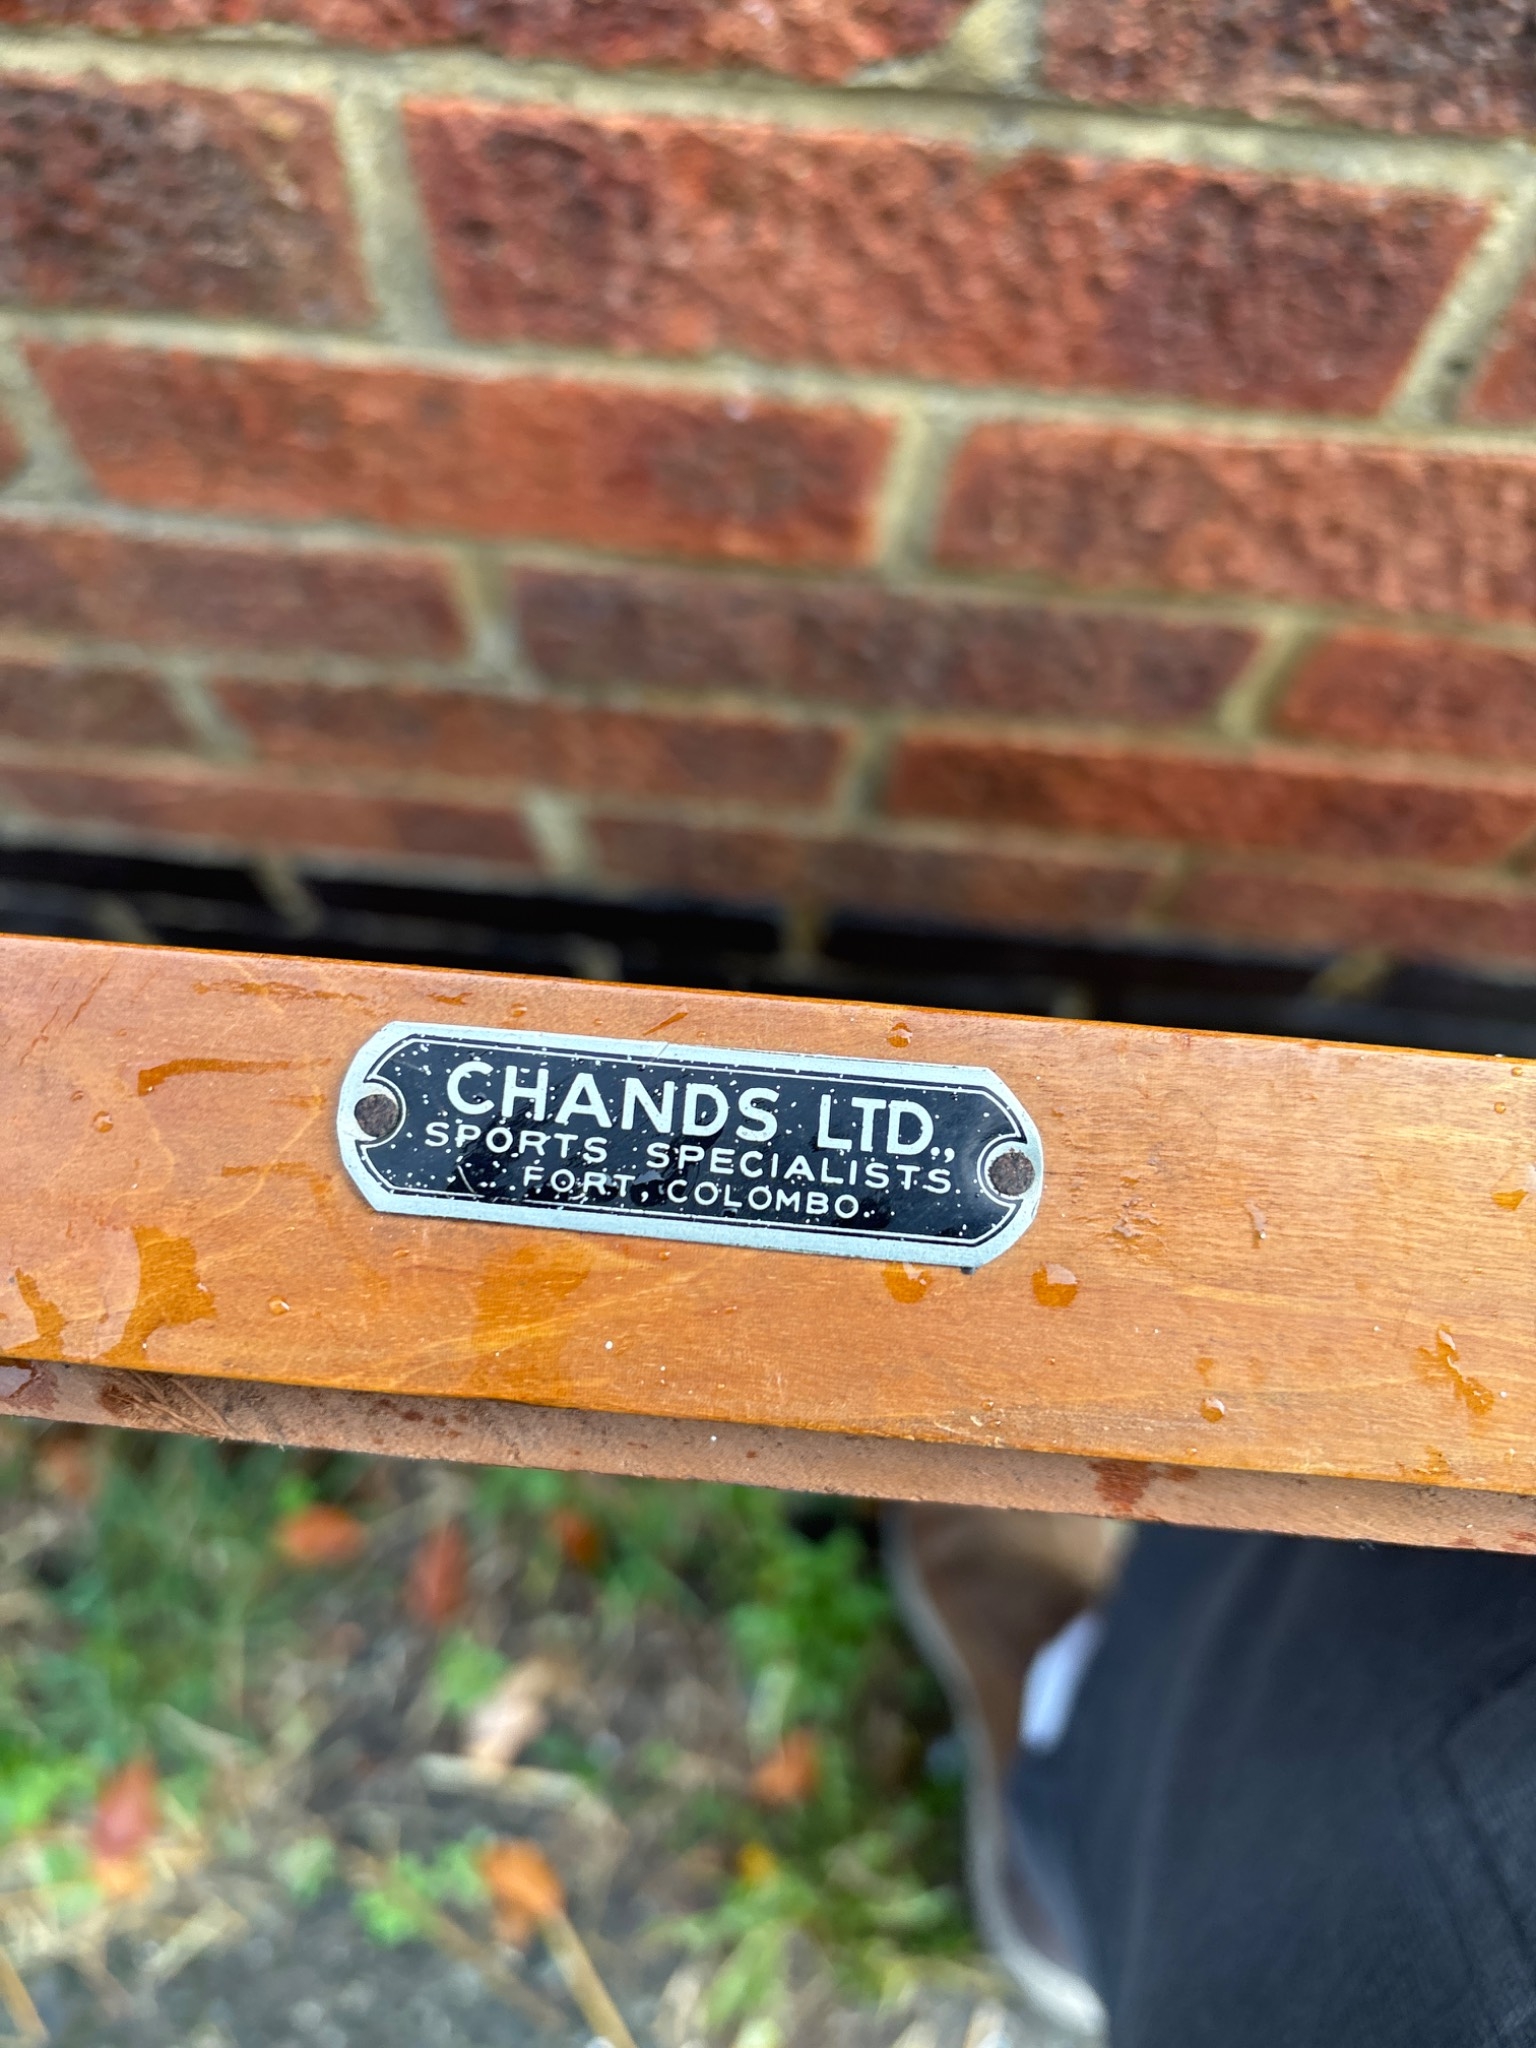 CHANDS LTD.,
SPORTS SPECIALISTS
FORT, COLOMBO.